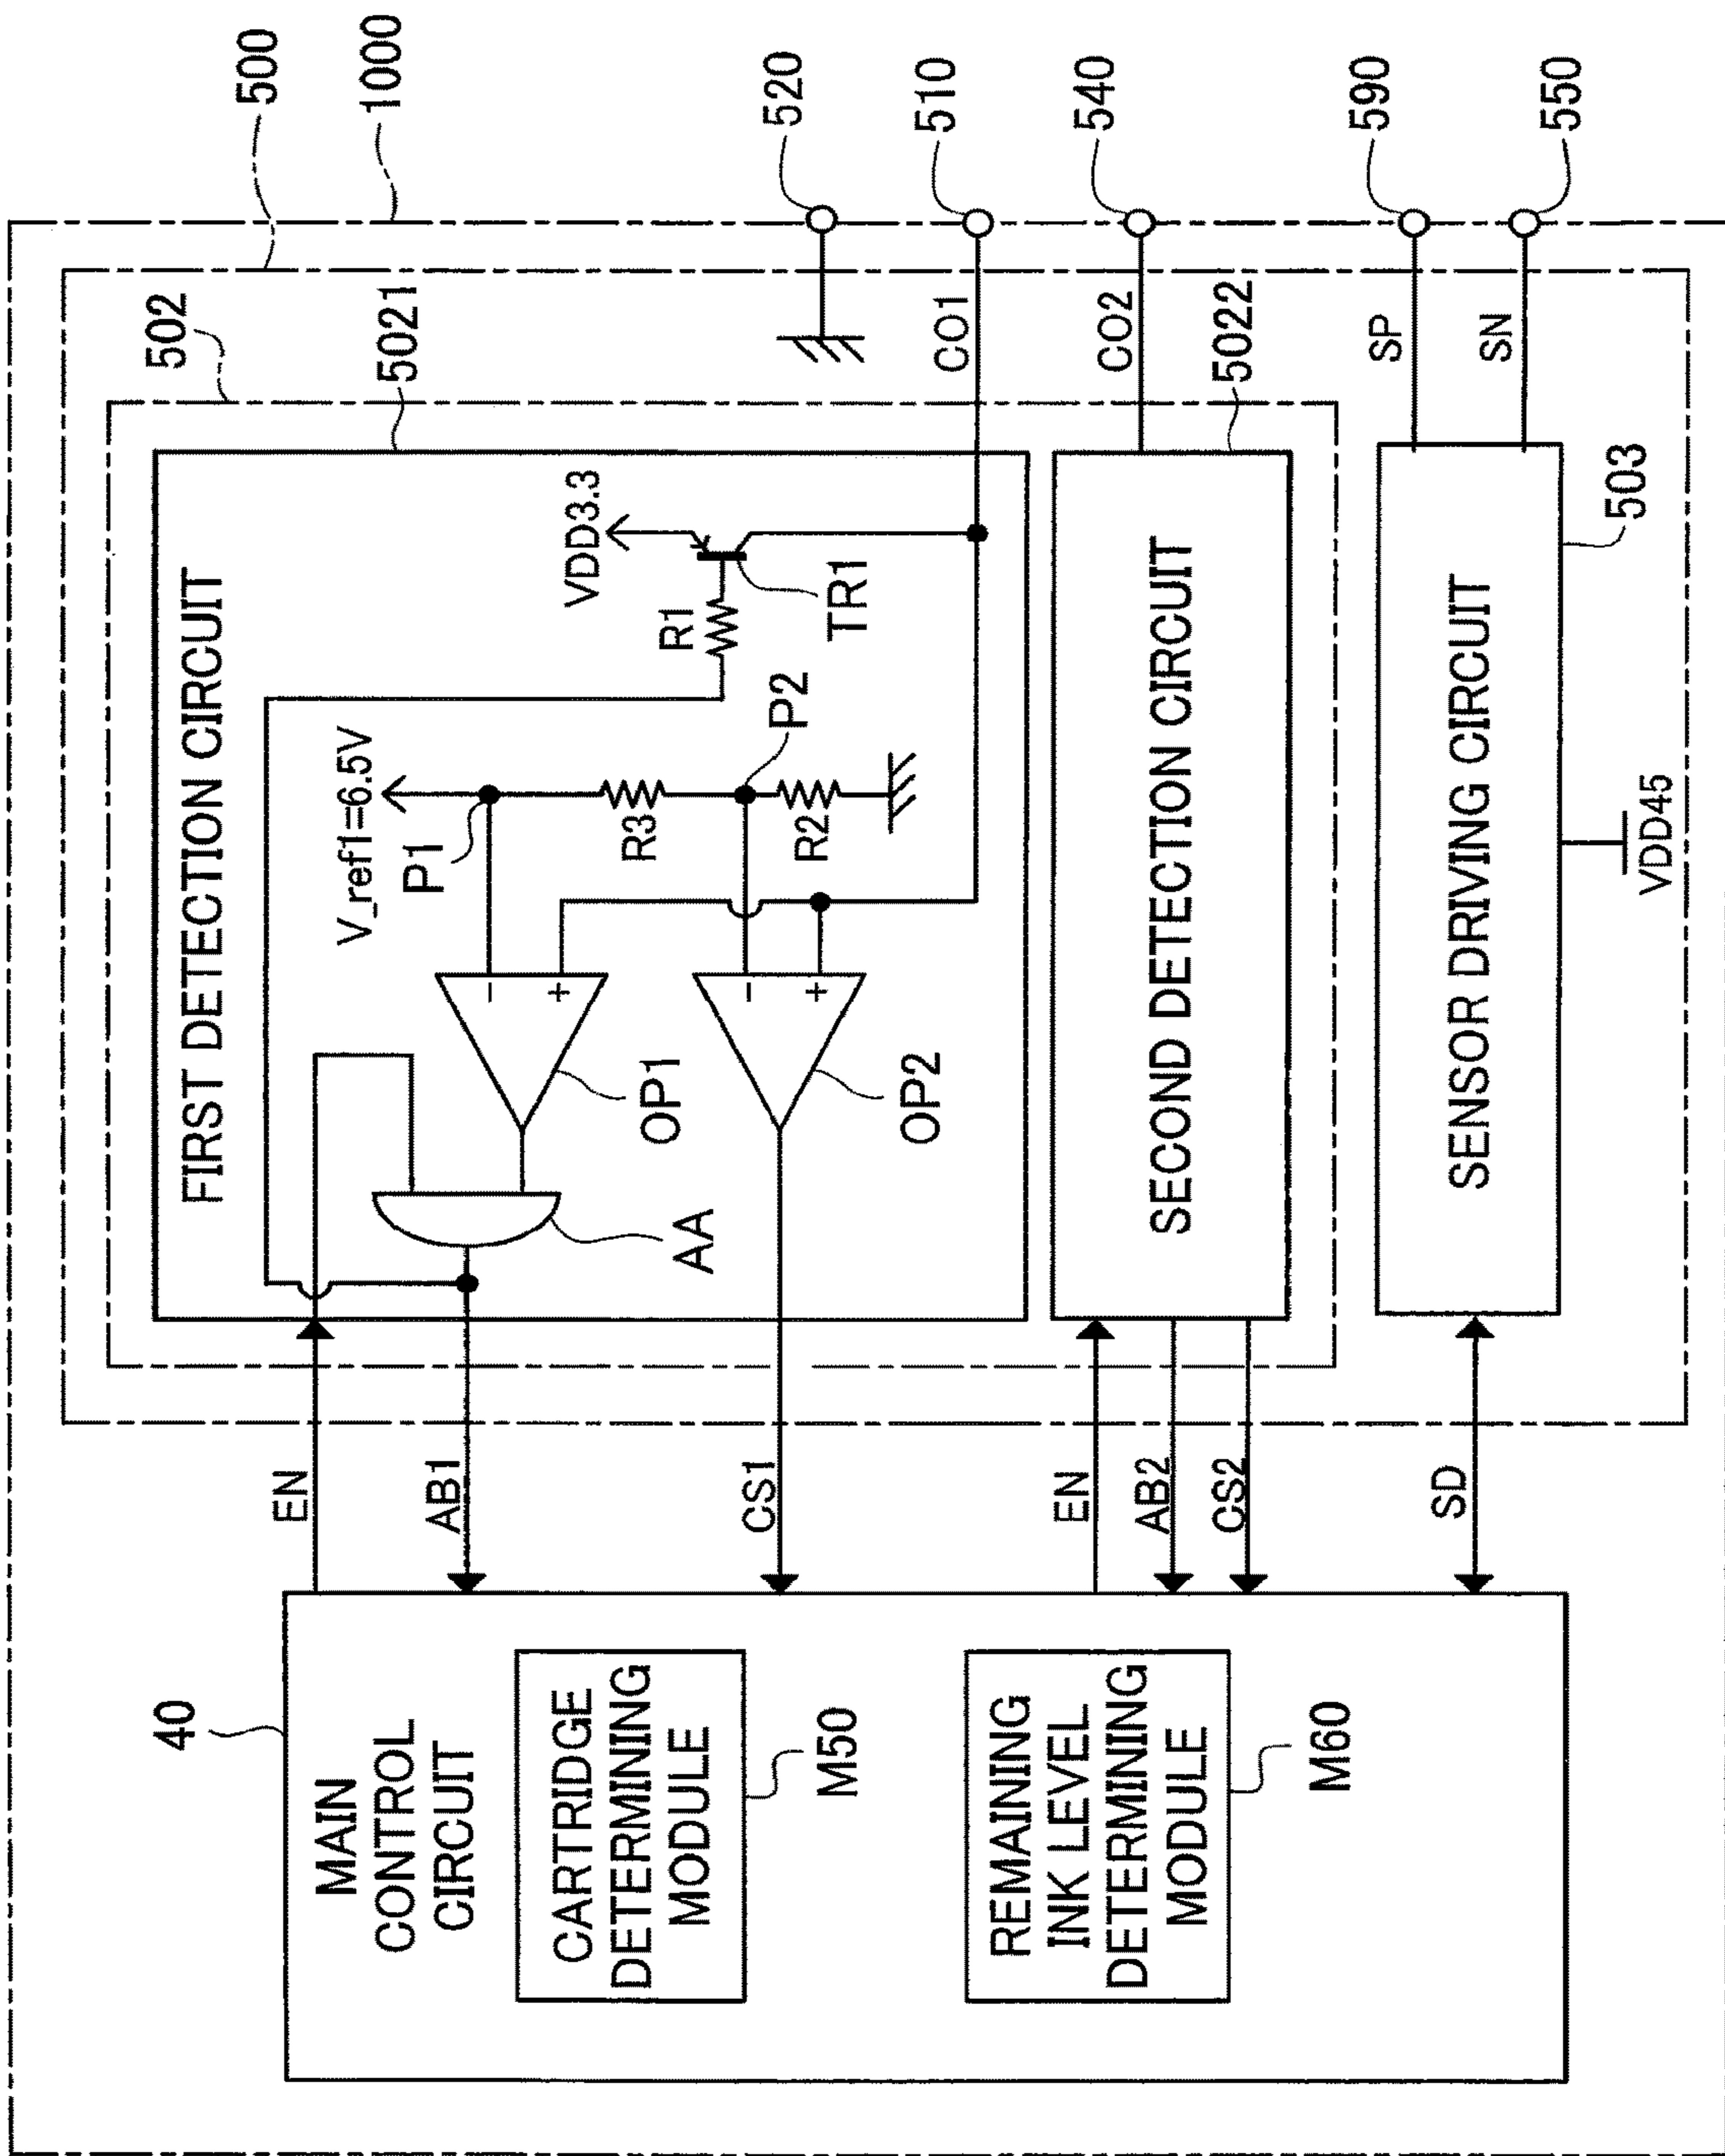 1000
500
502
5021
FIRST DETECTION CIRCUIT
VDD3.3
R1
TR1
V_ref1=6.5V
P1
P2
R3
R2
−
+
OP1
−
+
OP2
AA
520
510
540
590
550
CO1
CO2
SP
SN
5022
SECOND DETECTION CIRCUIT
503
SENSOR DRIVING CIRCUIT
VDD45
EN
AB1
CS1
EN
AB2
CS2
SD
40
MAIN
CONTROL
CIRCUIT
CARTRIDGE
DETERMINING
MODULE
M50
REMAINING
INK LEVEL
DETERMINING
MODULE
M60